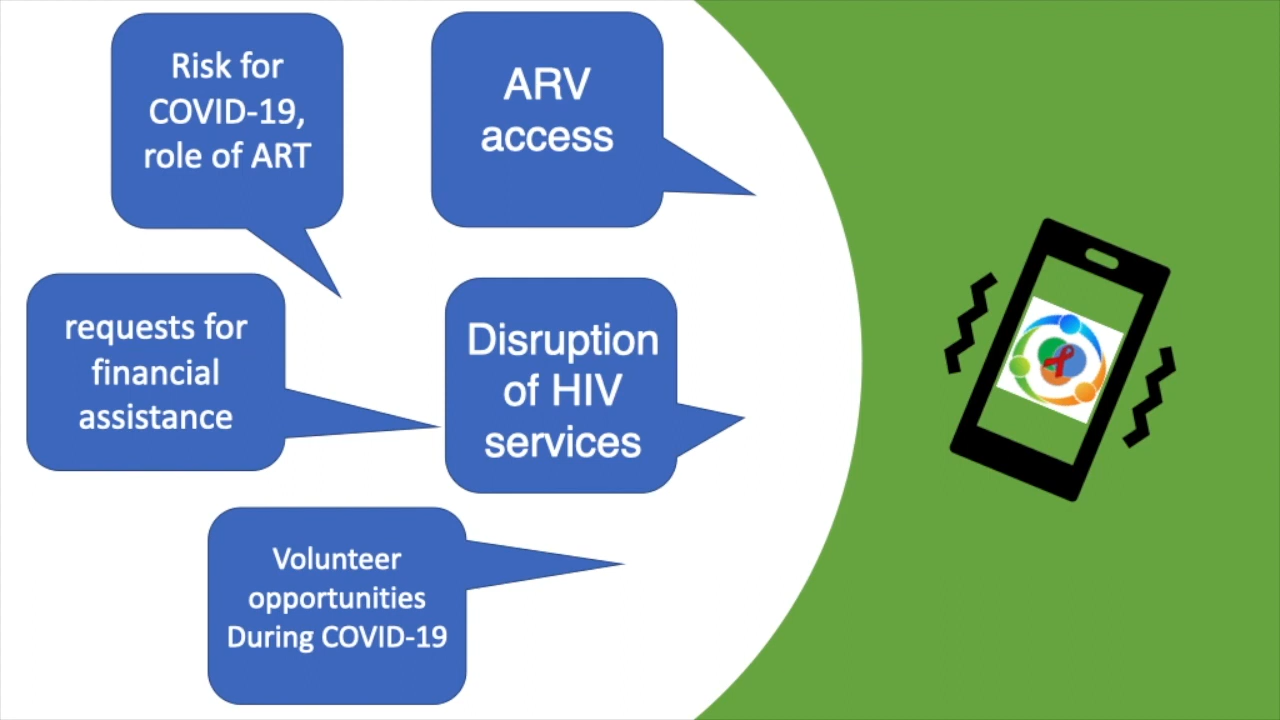 Risk for
COVID-19,
role of ART
ARV
access
requests for
financial
assistance
Disruption
of HIV
services
Volunteer
opportunities
During COVID-19